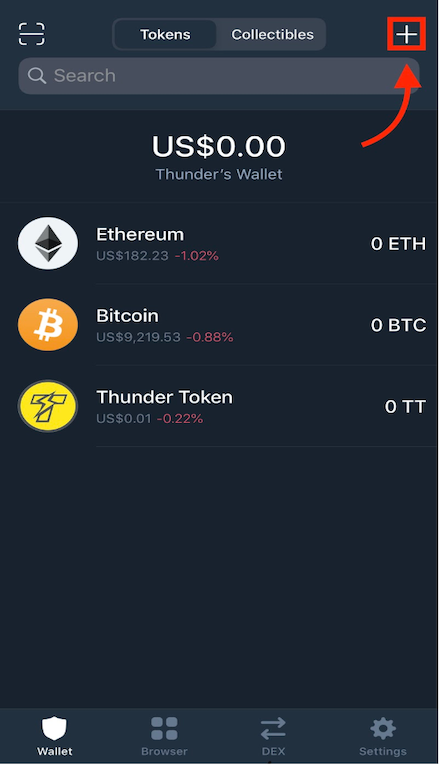 Tokens Collectibles
Search
US$0.00
Thunder's Wallet
Ethereum
US$182.23 -1.02%
0 ETH
Bitcoin
US$9,219.53 -0.88%
0 BTC
Thunder Token
US$0.01 -0.22%
0 TT
Wallet Browser DEX Settings